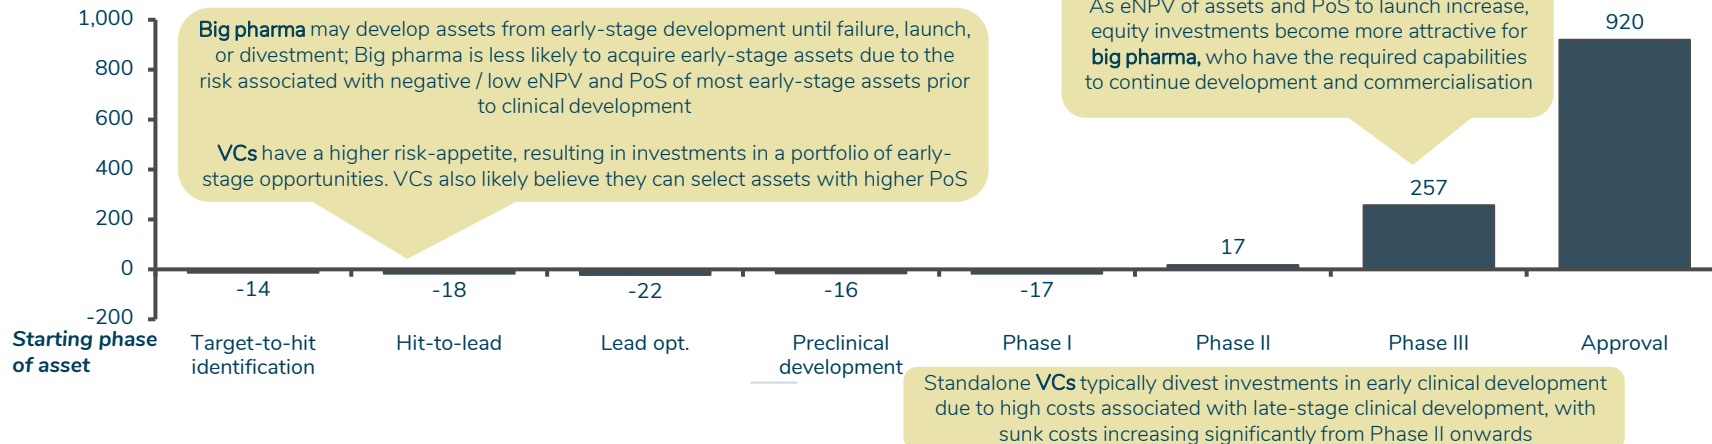 1,000
800
600
400
200
0
-200
Big pharma may develop assets from early-stage development until failure, launch,
or divestment; Big pharma is less likely to acquire early-stage assets due to the
risk associated with negative / low eNPV and PoS of most early-stage assets prior
to clinical development
VCs have a higher risk-appetite, resulting in investments in a portfolio of early-
stage opportunities. VCs also likely believe they can select assets with higher PoS
As eNPV of assets and PoS to launch increase,
equity investments become more attractive for
big pharma, who have the required capabilities
to continue development and commercialisation
-14
-18
-22
-16
-17
17
257
920
Starting phase
of asset
Target-to-hit
identification
Hit-to-lead
Lead opt.
Preclinical
development
Phase I
Phase II
Phase III
Approval
Standalone VCs typically divest investments in early clinical development
due to high costs associated with late-stage clinical development, with
sunk costs increasing significantly from Phase II onwards